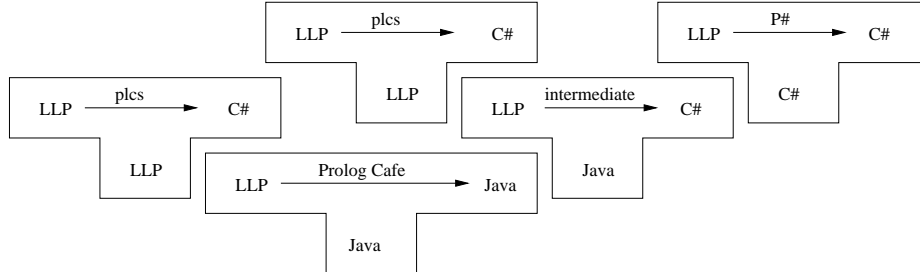 LLP plcs C# LLP P# C#
LLP C#
LLP plcs C# LLP intermediate C#
LLP Java
LLP Prolog Cafe Java
Java